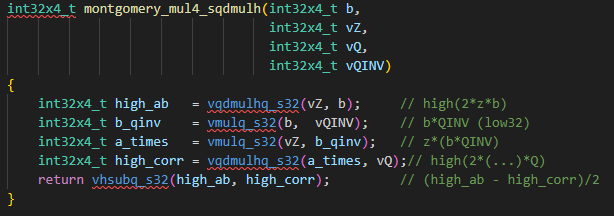 int32x4_t montgomery_mul4_sqdmulh(int32x4_t b,
int32x4_t vZ,
int32x4_t vQ,
int32x4_t vQINV)
{
int32x4_t high_ab = vqdmulhq_s32(vZ, b); // high(2*z*b)
int32x4_t b_qinv = vmulq_s32(b, vQINV); // b*QINV (low32)
int32x4_t a_times = vmulq_s32(vZ, b_qinv); // z*(b*QINV)
int32x4_t high_corr = vqdmulhq_s32(a_times, vQ);// high(2*(...)*Q)
return vhsubq_s32(high_ab, high_corr); // (high_ab - high_corr)/2
}